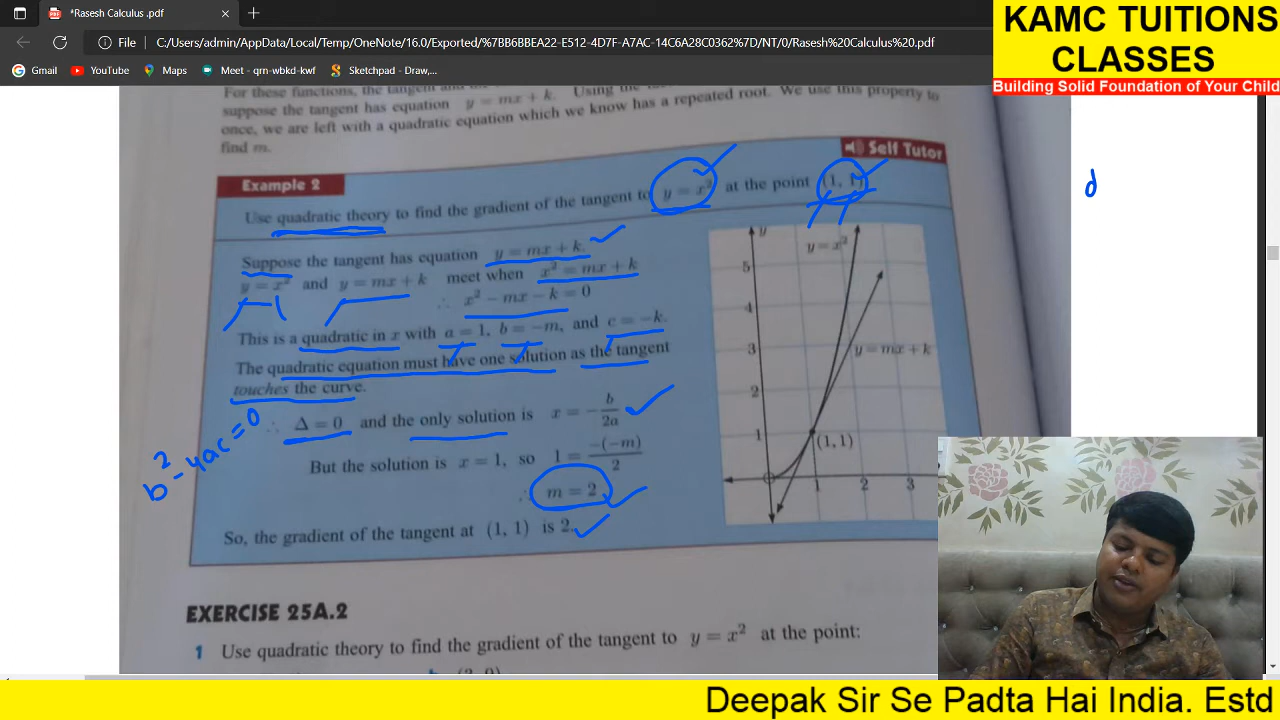 *Rasesh Calculus .pdf
File C:/Users/admin/AppData/Local/Temp/OneNote/16.0/Exported/%7BB6BBEA22-E512-4D7F-A7AC-14C6A28C0362%7D/NT/0/Rasesh%20Calculus%20.pdf
Gmail YouTube Maps Meet - qrn-wbkd-kwf Sketchpad - Draw,...
KAMC TUITIONS
CLASSES
Building Solid Foundation of Your Child
For these functions, the tangent
suppose the tangent has equation y = mx + k. Using the has a repeated root. We use this property to
once, we are left with a quadratic equation which we know
find m.
Example 2
Self Tutor
Use quadratic theory to find the gradient of the tangent to y = x² at the point (1, 1)
Suppose the tangent has equation y = mx + k.
y = x² and y = mx + k meet when x² = mx + k
∴ x² − mx − k = 0
This is a quadratic in x with a = 1, b = −m, and c = −k.
The quadratic equation must have one solution as the tangent
touches the curve.
∴ Δ = 0 and the only solution is x = − b/2a
But the solution is x = 1, so 1 = −(−m)/2
∴ m = 2
So, the gradient of the tangent at (1, 1) is 2.
b² − 4ac = 0
y
y = x²
5
4
3
2
1
y = mx + k
(1, 1)
1 2 3
d
EXERCISE 25A.2
1 Use quadratic theory to find the gradient of the tangent to y = x² at the point:
Deepak Sir Se Padta Hai India. Estd